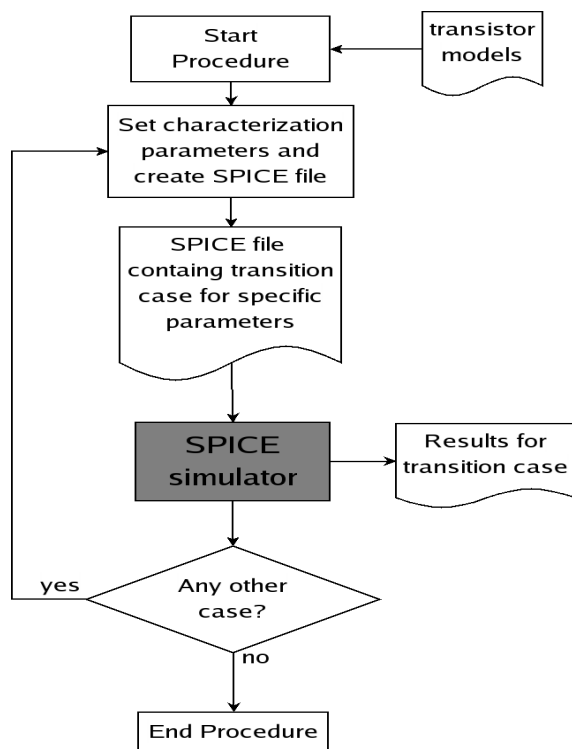 Start
Procedure
transistor
models
Set characterization
parameters and
create SPICE file
SPICE file
containg transition
case for specific
parameters
SPICE
simulator
Results for
transition case
Any other
case?
yes
no
End Procedure